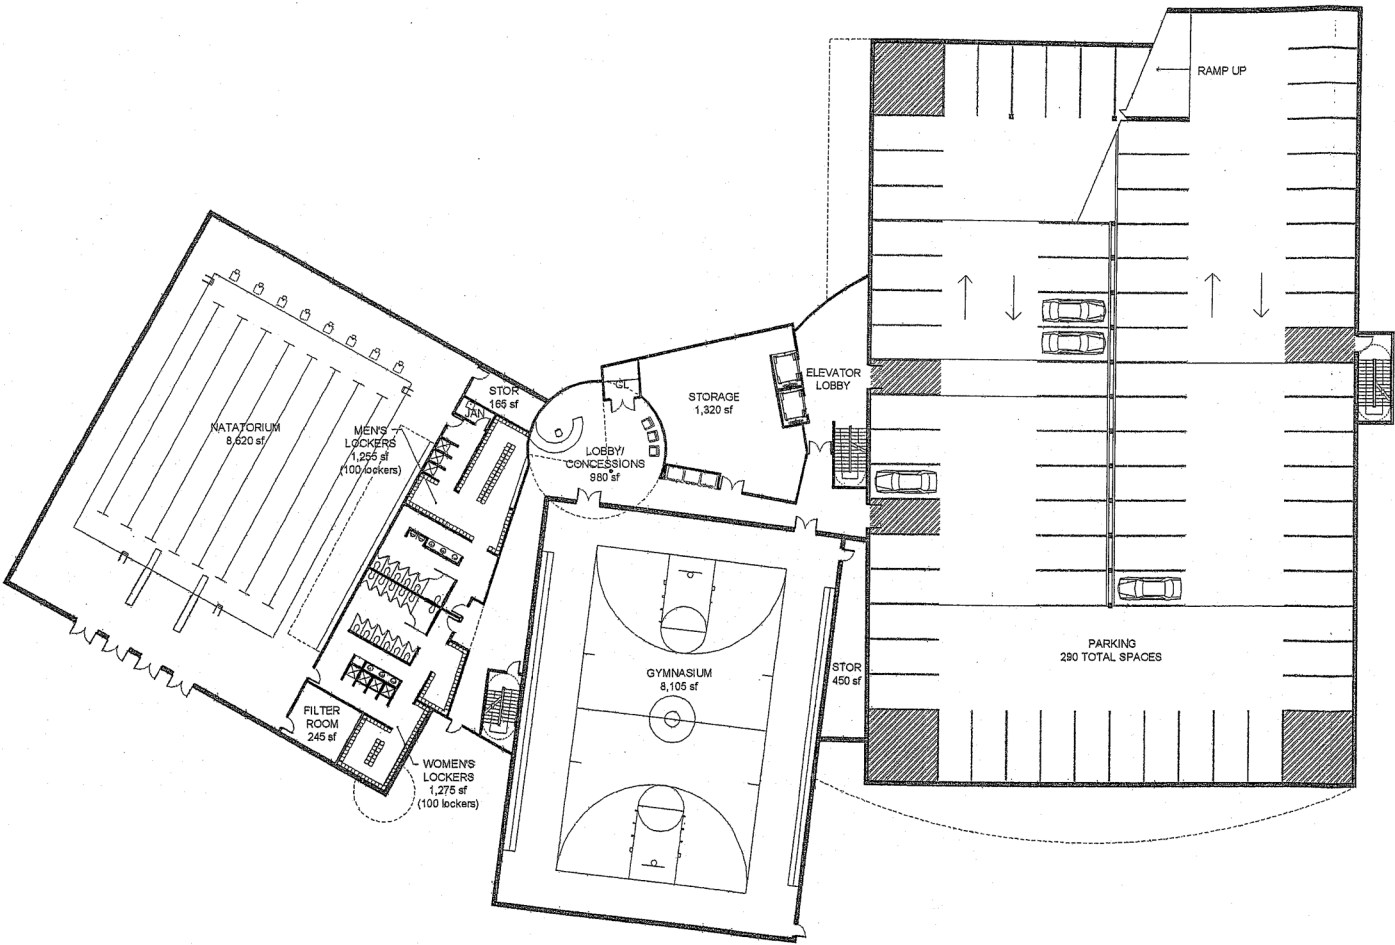 RAMP UP
ELEVATOR
LOBBY
CL
STOR
165 sf
JAN
STORAGE
1,320 sf
NATATORIUM
8,620 sf
MEN'S
LOCKERS
1,255 sf
(100 lockers)
LOBBY/
CONCESSIONS
980 sf
PARKING
290 TOTAL SPACES
GYMNASIUM
8,105 sf
STOR
450 sf
FILTER
ROOM
245 sf
WOMEN'S
LOCKERS
1,275 sf
(100 lockers)